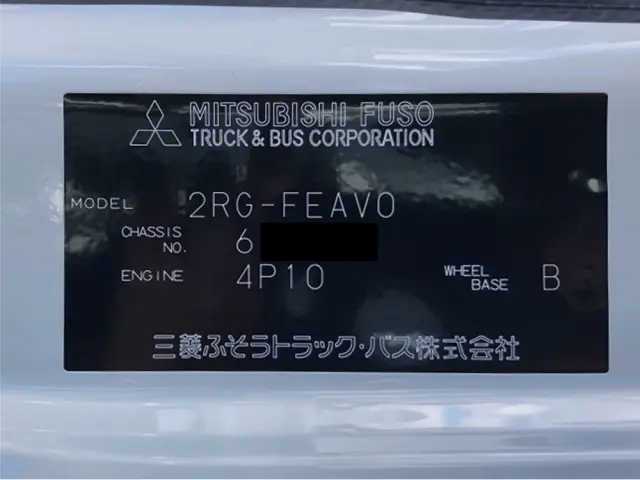 MITSUBISHI FUSO
TRUCK & BUS CORPORATION
MODEL 2RG-FEAV0
CHASSIS NO. 6
ENGINE 4P10 WHEEL BASE B
三菱ふそうトラック・バス株式会社